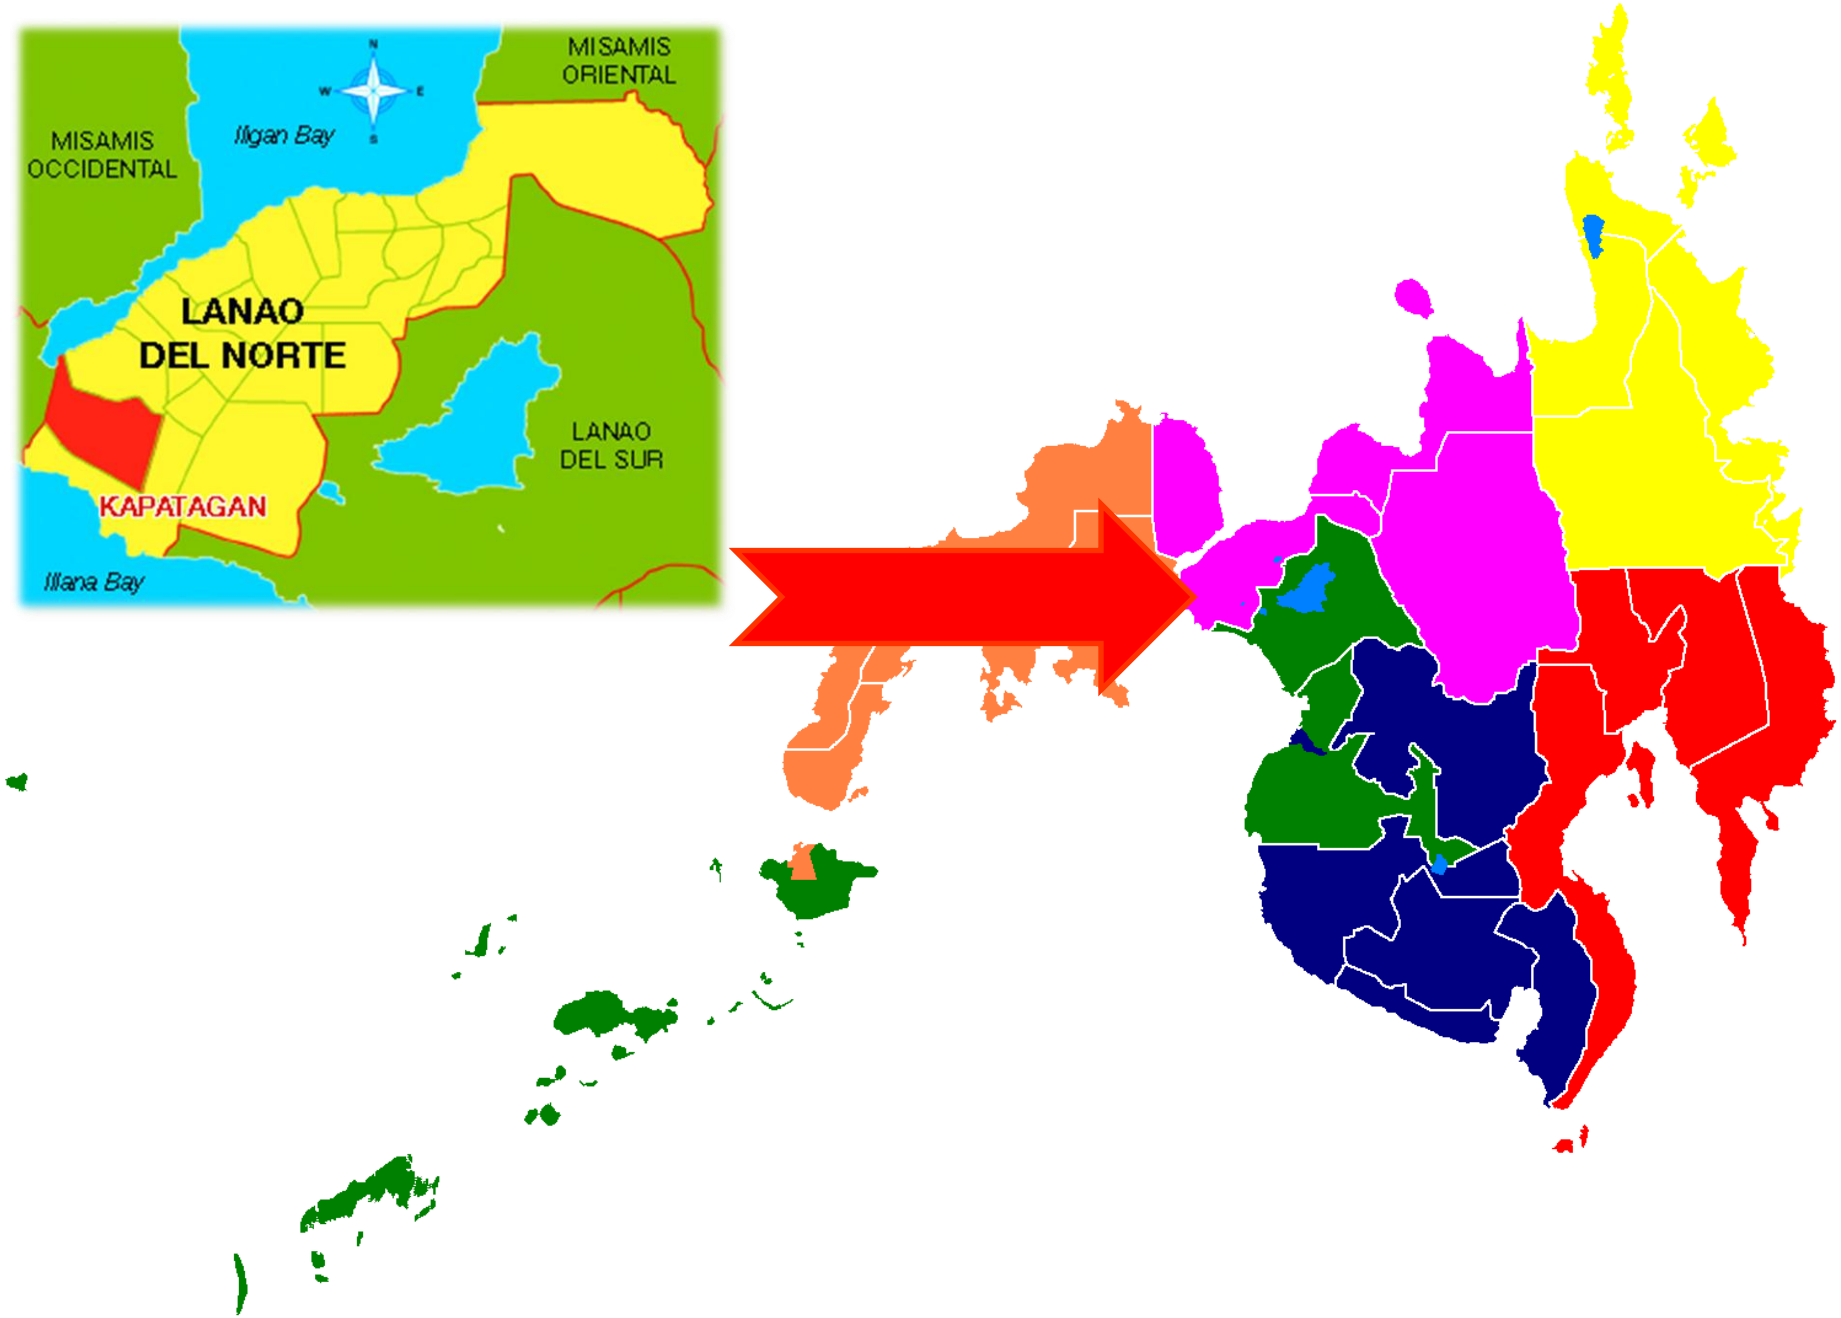 MISAMIS
ORIENTAL
N
W
E
S
Iligan Bay
MISAMIS
OCCIDENTAL
LANAO
DEL NORTE
LANAO
DEL SUR
KAPATAGAN
Illana Bay